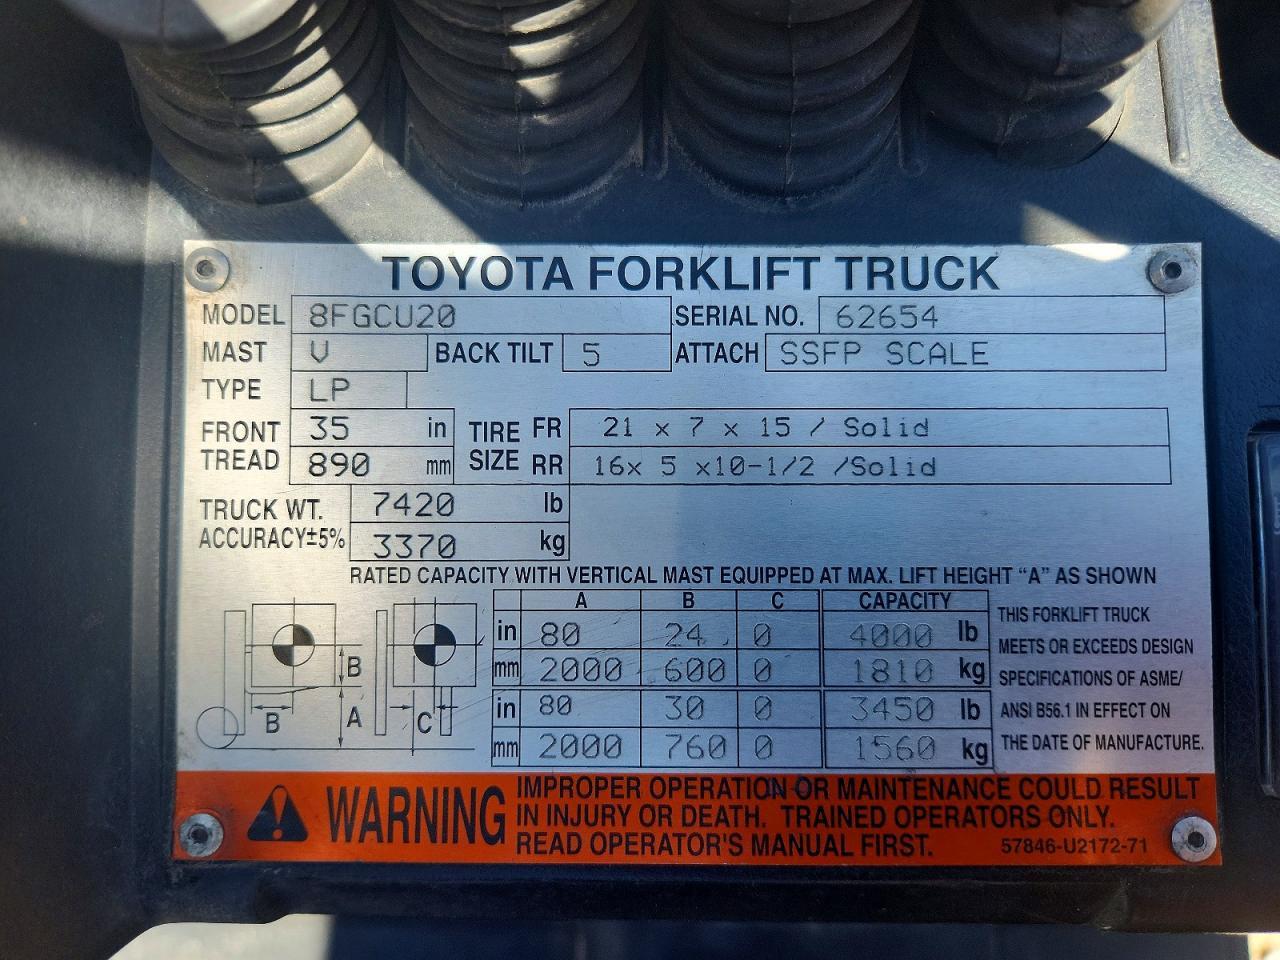 TOYOTA FORKLIFT TRUCK
MODEL 8FGCU20 SERIAL NO. 62654
MAST V BACK TILT 5 ATTACH SSFP SCALE
TYPE LP
FRONT TREAD 35 in TIRE SIZE FR 21 x 7 x 15 / Solid
890 mm RR 16x 5 x10-1/2 /Solid
TRUCK WT. 7420 lb
ACCURACY±5% 3370 kg
RATED CAPACITY WITH VERTICAL MAST EQUIPPED AT MAX. LIFT HEIGHT "A" AS SHOWN
A B C CAPACITY
in 80 24 0 4000 lb
mm 2000 600 0 1810 kg
in 80 30 0 3450 lb
mm 2000 760 0 1560 kg
B
B A C
THIS FORKLIFT TRUCK
MEETS OR EXCEEDS DESIGN
SPECIFICATIONS OF ASME/
ANSI B56.1 IN EFFECT ON
THE DATE OF MANUFACTURE.
WARNING
IMPROPER OPERATION OR MAINTENANCE COULD RESULT
IN INJURY OR DEATH. TRAINED OPERATORS ONLY.
READ OPERATOR'S MANUAL FIRST. 57846-U2172-71